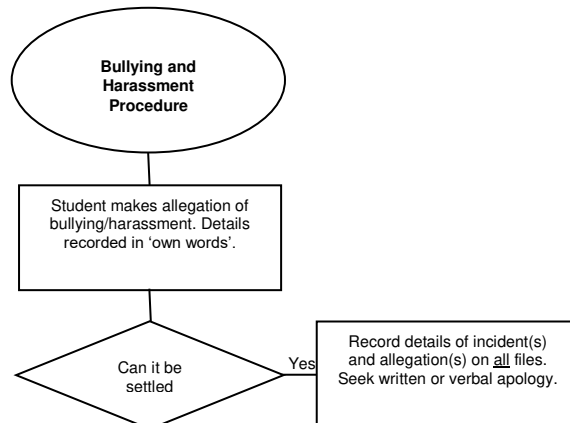 Bullying and
Harassment
Procedure
Student makes allegation of
bullying/harassment. Details
recorded in ‘own words’.
Can it be
settled
Yes
Record details of incident(s)
and allegation(s) on all files.
Seek written or verbal apology.